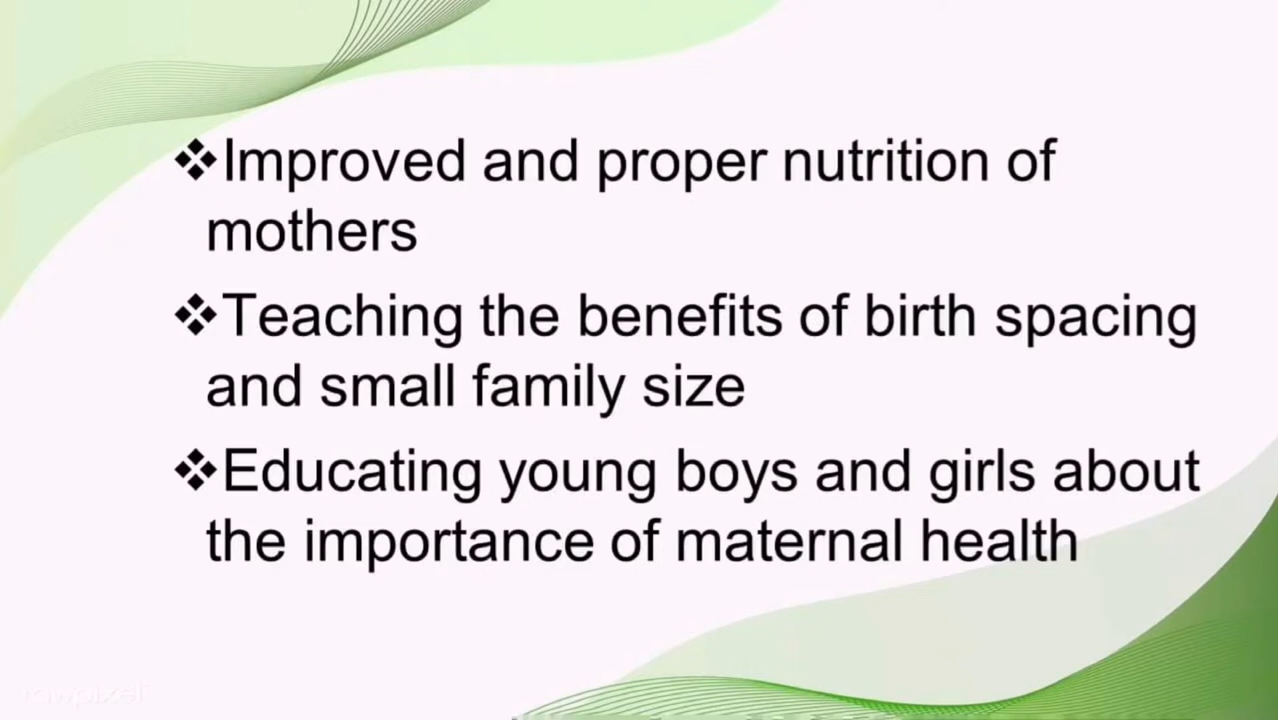 ❖Improved and proper nutrition of
mothers
❖Teaching the benefits of birth spacing
and small family size
❖Educating young boys and girls about
the importance of maternal health
rawpixel